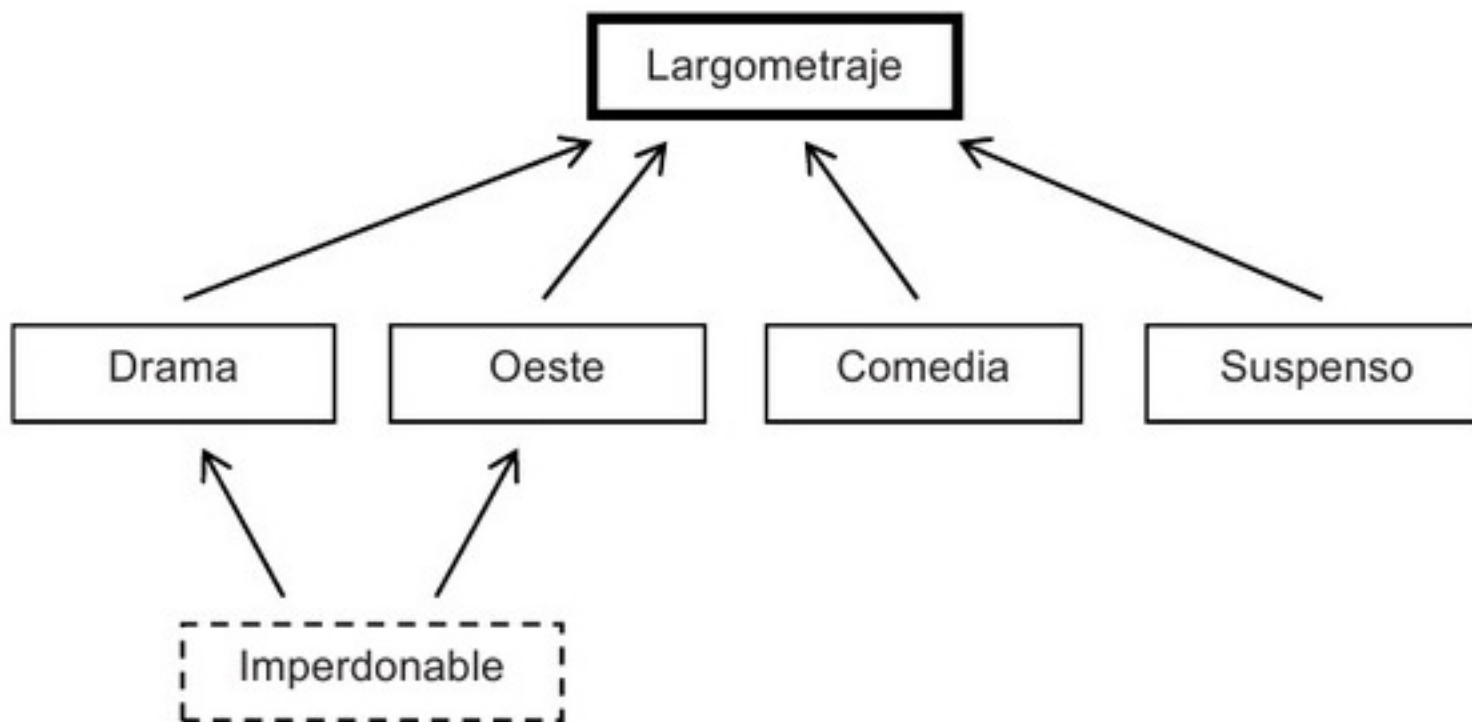 Largometraje
Drama
Oeste
Comedia
Suspenso
Imperdonable